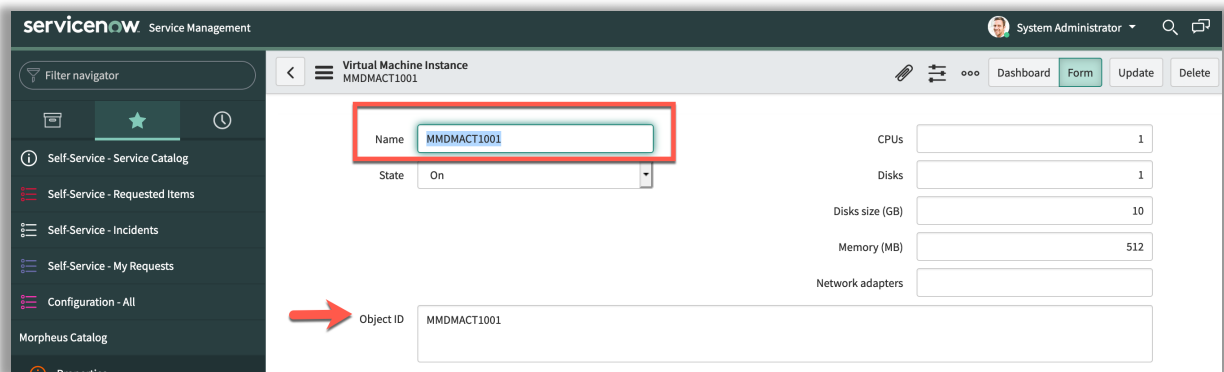 servicenow. Service Management
System Administrator
Filter navigator
Self-Service - Service Catalog
Self-Service - Requested Items
Self-Service - Incidents
Self-Service - My Requests
Configuration - All
Morpheus Catalog
Properties
Virtual Machine Instance
MMDMACT1001
Dashboard Form Update Delete
Name MMDMACT1001
State On
CPUs 1
Disks 1
Disks size (GB) 10
Memory (MB) 512
Network adapters
Object ID MMDMACT1001